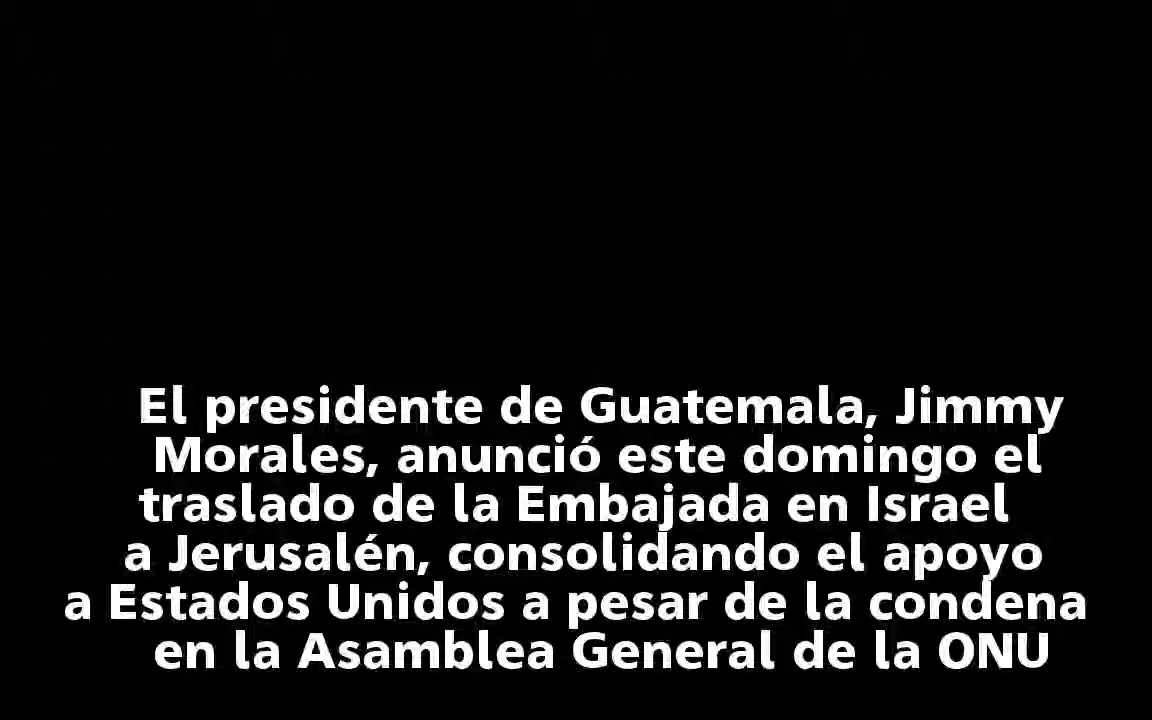 El presidente de Guatemala, Jimmy
Morales, anunció este domingo el
traslado de la Embajada en Israel
a Jerusalén, consolidando el apoyo
a Estados Unidos a pesar de la condena
en la Asamblea General de la ONU